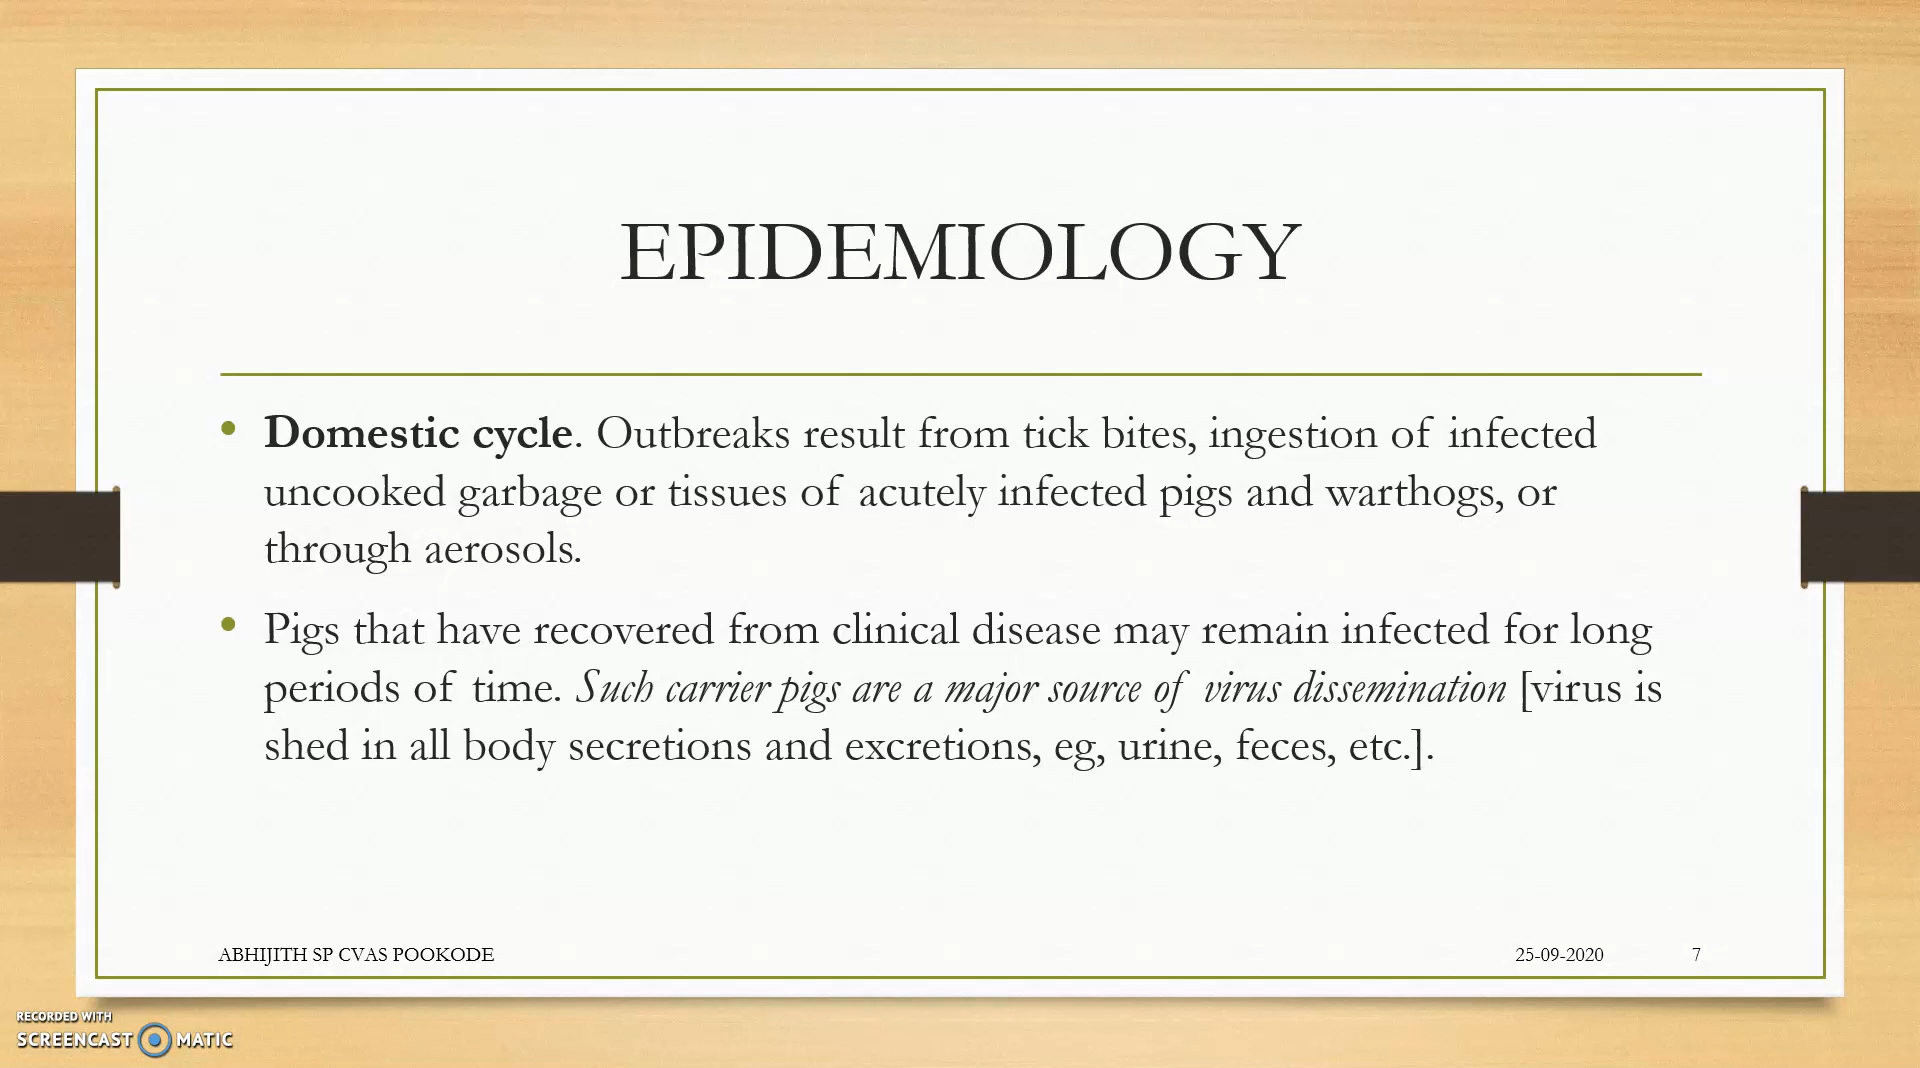 EPIDEMIOLOGY
• Domestic cycle. Outbreaks result from tick bites, ingestion of infected
uncooked garbage or tissues of acutely infected pigs and warthogs, or
through aerosols.
• Pigs that have recovered from clinical disease may remain infected for long
periods of time. Such carrier pigs are a major source of virus dissemination [virus is
shed in all body secretions and excretions, eg, urine, feces, etc.].
ABHIJITH SP CVAS POOKODE 25-09-2020 7
RECORDED WITH
SCREENCAST MATIC